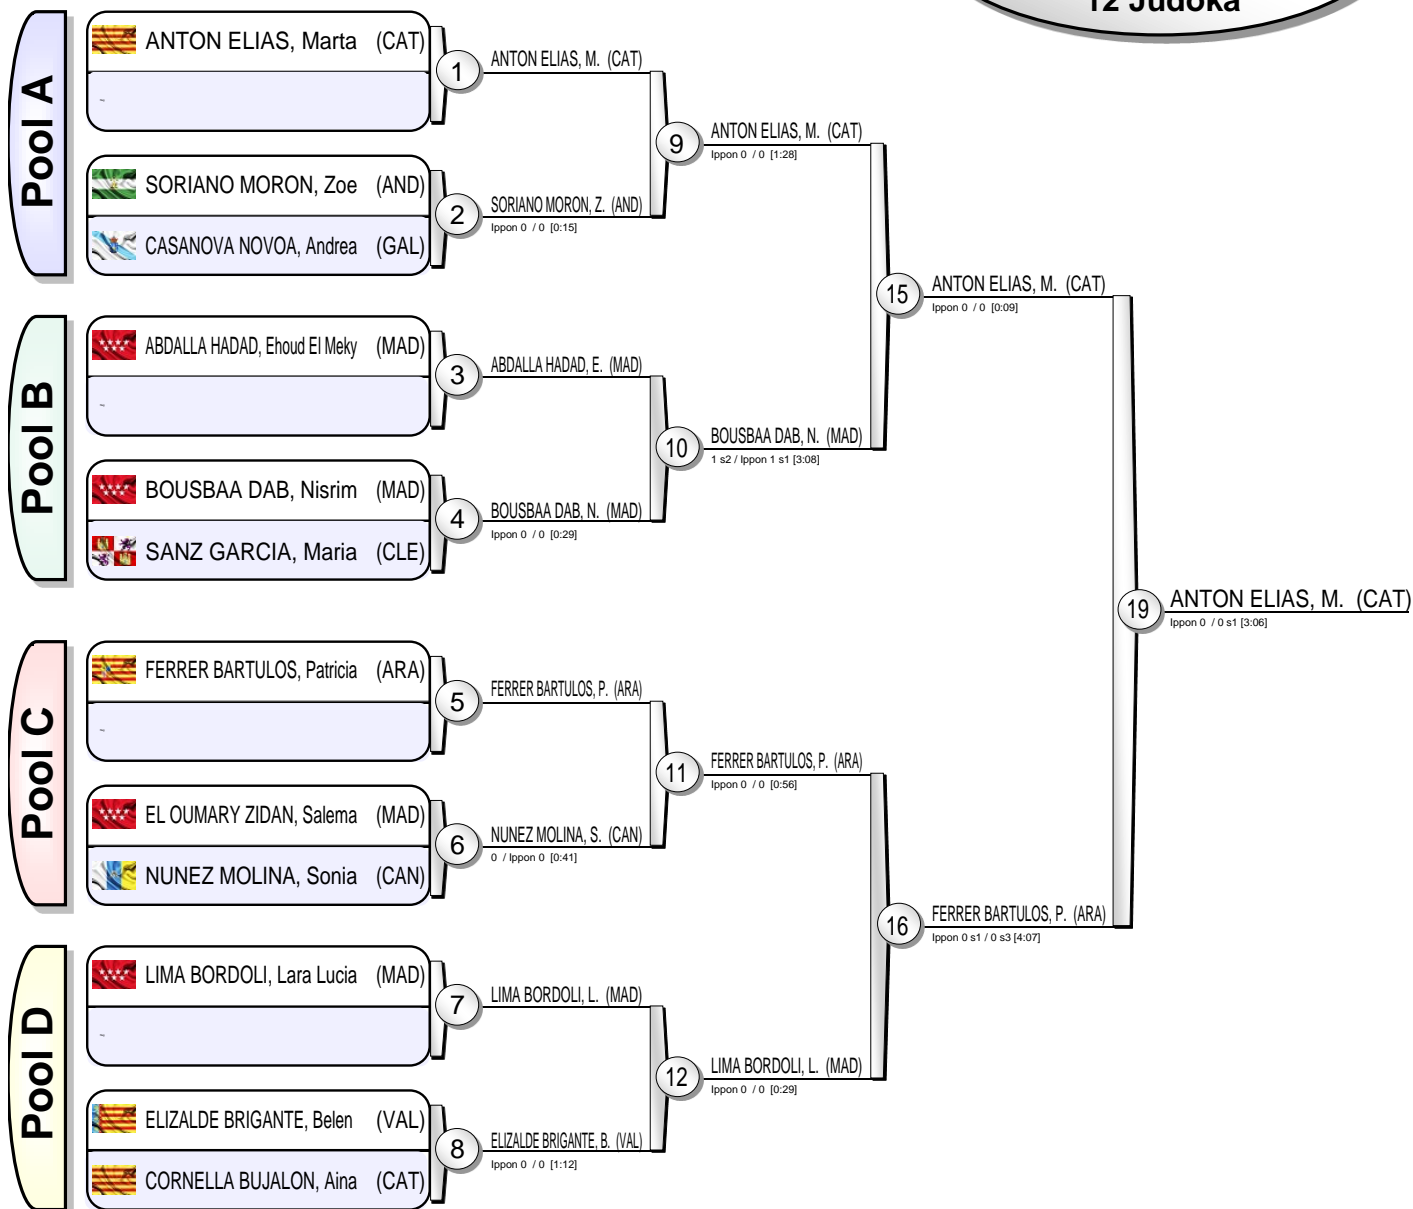 12 Judoka
Pool A
ANTON ELIAS, Marta (CAT)
-
1
ANTON ELIAS, M. (CAT)
SORIANO MORON, Zoe (AND)
CASANOVA NOVOA, Andrea (GAL)
2
SORIANO MORON, Z. (AND)
Ippon 0 / 0 [0:15]
9
ANTON ELIAS, M. (CAT)
Ippon 0 / 0 [1:28]
Pool B
ABDALLA HADAD, Ehoud El Meky (MAD)
-
3
ABDALLA HADAD, E. (MAD)
BOUSBAA DAB, Nisrim (MAD)
SANZ GARCIA, Maria (CLE)
4
BOUSBAA DAB, N. (MAD)
Ippon 0 / 0 [0:29]
10
BOUSBAA DAB, N. (MAD)
1 s2 / Ippon 1 s1 [3:08]
15
ANTON ELIAS, M. (CAT)
Ippon 0 / 0 [0:09]
Pool C
FERRER BARTULOS, Patricia (ARA)
-
5
FERRER BARTULOS, P. (ARA)
EL OUMARY ZIDAN, Salema (MAD)
NUNEZ MOLINA, Sonia (CAN)
6
NUNEZ MOLINA, S. (CAN)
0 / Ippon 0 [0:41]
11
FERRER BARTULOS, P. (ARA)
Ippon 0 / 0 [0:56]
Pool D
LIMA BORDOLI, Lara Lucia (MAD)
-
7
LIMA BORDOLI, L. (MAD)
ELIZALDE BRIGANTE, Belen (VAL)
CORNELLA BUJALON, Aina (CAT)
8
ELIZALDE BRIGANTE, B. (VAL)
Ippon 0 / 0 [1:12]
12
LIMA BORDOLI, L. (MAD)
Ippon 0 / 0 [0:29]
16
FERRER BARTULOS, P. (ARA)
Ippon 0 s1 / 0 s3 [4:07]
19
ANTON ELIAS, M. (CAT)
Ippon 0 / 0 s1 [3:06]